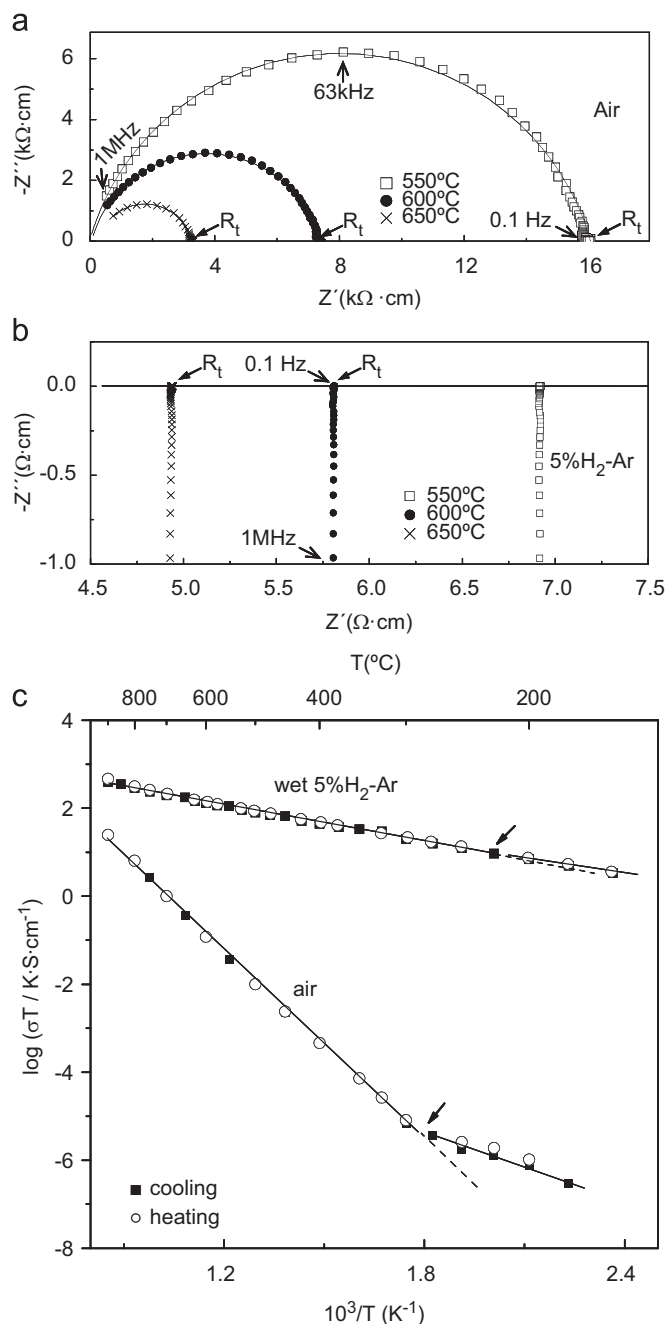 a
-Z´´(kΩ·cm)
6
4
2
0
1MHz
63kHz
Air
550ºC
600ºC
650ºC
Rt
Rt
0.1 Hz
Rt
0
4
8
12
16
Z´(kΩ·cm)
b
-Z´´(Ω·cm)
0.0
-0.5
-1.0
Rt
0.1 Hz
Rt
5%H2-Ar
550ºC
600ºC
650ºC
1MHz
4.5
5.0
5.5
6.0
6.5
7.0
7.5
Z´(Ω·cm)
T(ºC)
c
800
600
400
200
log (σT / K·S·cm-1)
4
2
0
-2
-4
-6
-8
wet 5%H2-Ar
air
cooling
heating
1.2
1.8
2.4
10³/T (K-1)